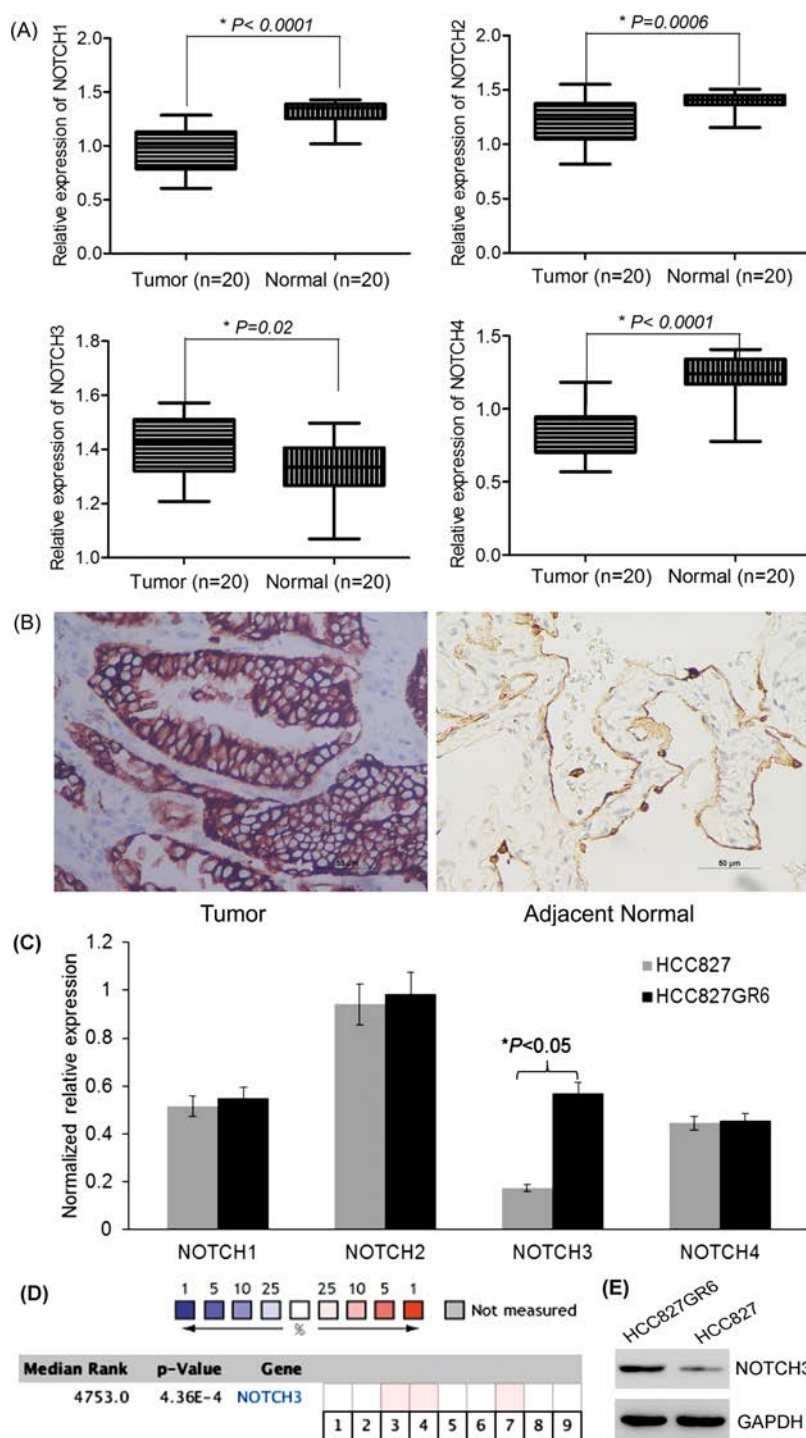 (A)
Relative expression of NOTCH1
2.0
1.5
1.0
0.5
0.0
* P< 0.0001
Tumor (n=20) Normal (n=20)
Relative expression of NOTCH2
2.0
1.5
1.0
0.5
0.0
* P=0.0006
Tumor (n=20) Normal (n=20)
Relative expression of NOTCH3
1.8
1.6
1.4
1.2
1.0
* P=0.02
Tumor (n=20) Normal (n=20)
Relative expression of NOTCH4
1.5
1.0
0.5
0.0
* P< 0.0001
Tumor (n=20) Normal (n=20)
(B)
50 µm
50 µm
Tumor Adjacent Normal
(C)
Normalized relative expression
1.2
1
0.8
0.6
0.4
0.2
0
HCC827
HCC827GR6
*P<0.05
NOTCH1 NOTCH2 NOTCH3 NOTCH4
(D)
1 5 10 25 25 10 5 1
%
Not measured
Median Rank p-Value Gene
4753.0 4.36E-4 NOTCH3
1 2 3 4 5 6 7 8 9
(E)
HCC827GR6 HCC827
NOTCH3
GAPDH